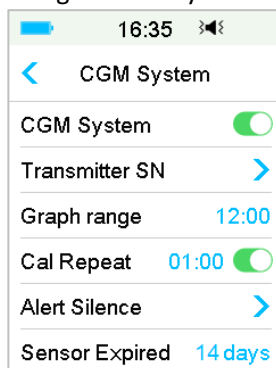 16:35
CGM System
CGM System
Transmitter SN
Graph range 12:00
Cal Repeat 01:00
Alert Silence
Sensor Expired 14 days